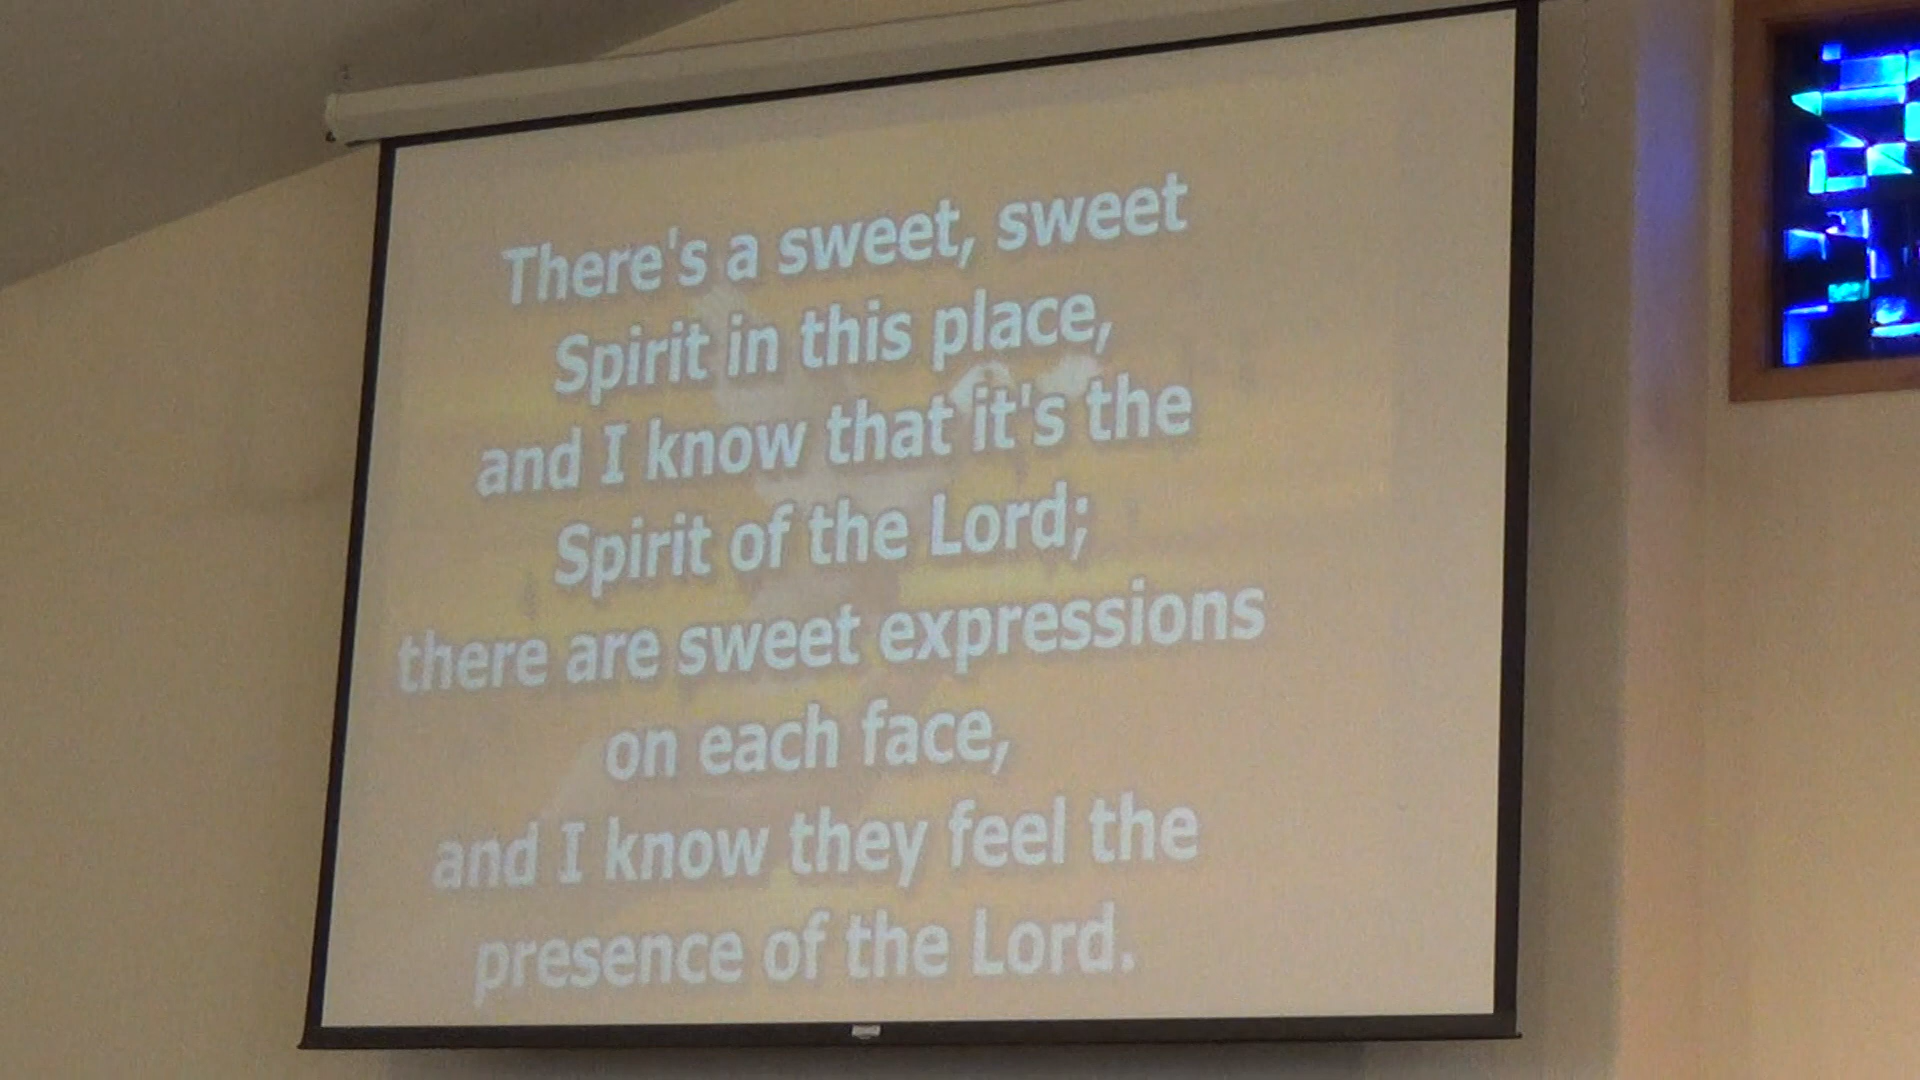 There's a sweet, sweet
Spirit in this place,
and I know that it's the
Spirit of the Lord;
there are sweet expressions
on each face,
and I know they feel the
presence of the Lord.